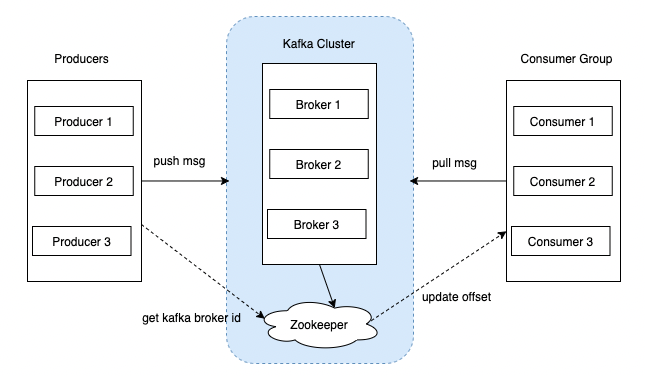 Kafka Cluster
Producers
Consumer Group
Producer 1
Producer 2
Producer 3
push msg
Broker 1
Broker 2
Broker 3
pull msg
Consumer 1
Consumer 2
Consumer 3
get kafka broker id
Zookeeper
update offset